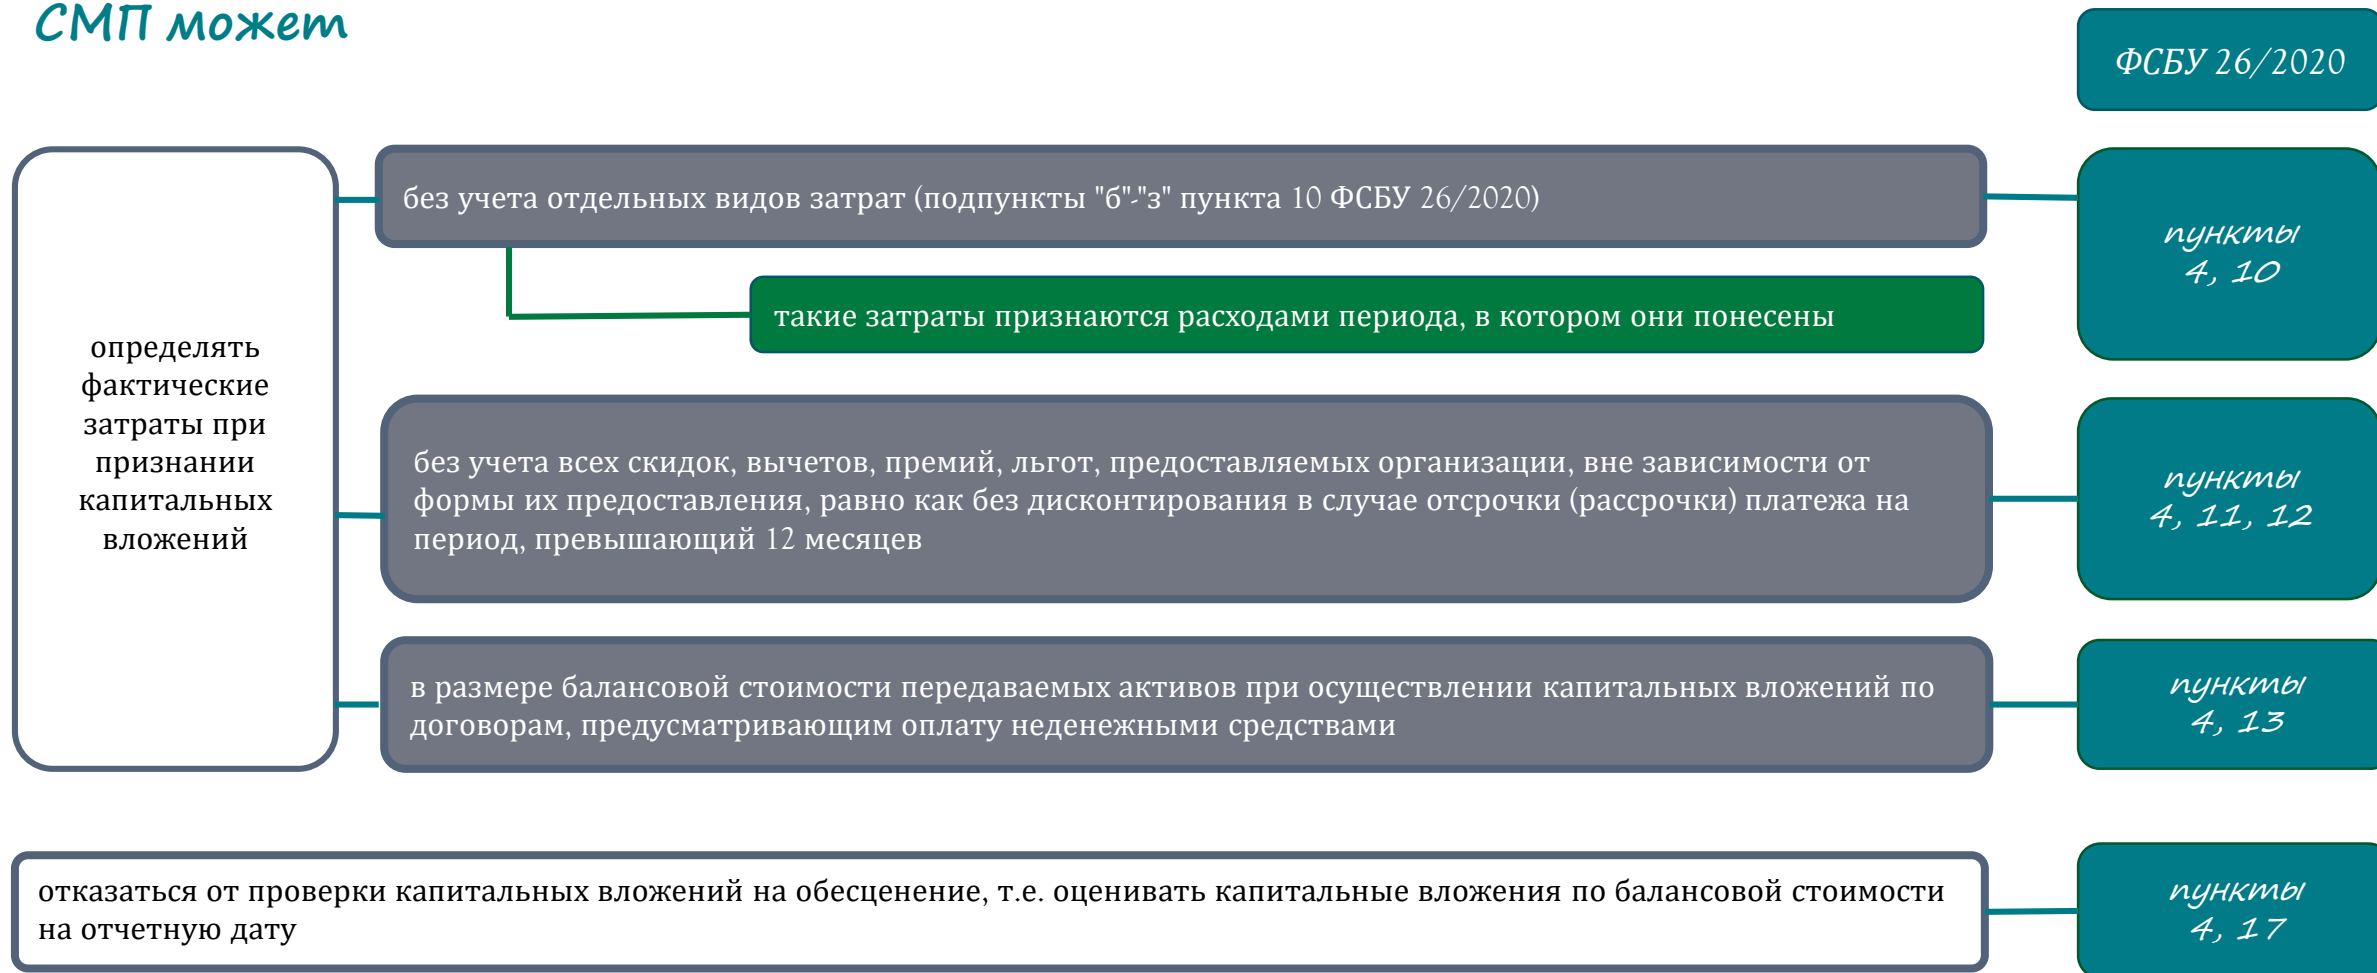 СМП может
ФСБУ 26/2020
определять
фактические
затраты при
признании
капитальных
вложений
без учета отдельных видов затрат (подпункты "б"-"з" пункта 10 ФСБУ 26/2020)
такие затраты признаются расходами периода, в котором они понесены
пункты
4, 10
без учета всех скидок, вычетов, премий, льгот, предоставляемых организации, вне зависимости от
формы их предоставления, равно как без дисконтирования в случае отсрочки (рассрочки) платежа на
период, превышающий 12 месяцев
пункты
4, 11, 12
в размере балансовой стоимости передаваемых активов при осуществлении капитальных вложений по
договорам, предусматривающим оплату неденежными средствами
пункты
4, 13
отказаться от проверки капитальных вложений на обесценение, т.е. оценивать капитальные вложения по балансовой стоимости
на отчетную дату
пункты
4, 17